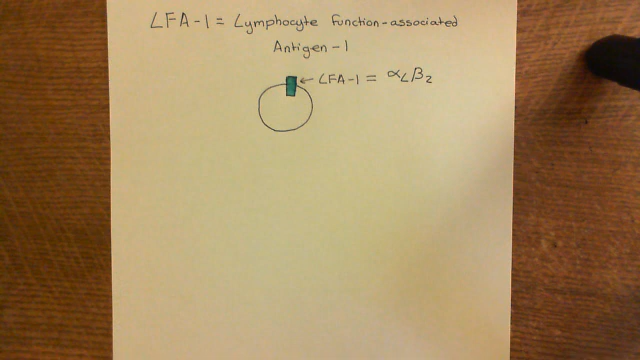 LFA-1 = Lymphocyte function-associated
Antigen-1
← LFA-1 = αLβ2